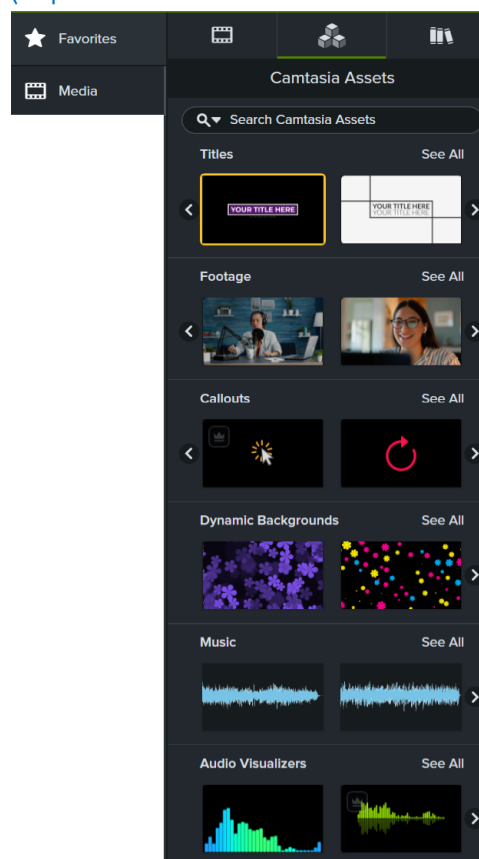 Favorites
Media
Camtasia Assets
Search Camtasia Assets
Titles See All
YOUR TITLE HERE
YOUR TITLE HERE
YOUR TITLE HERE
Footage See All
Callouts See All
Dynamic Backgrounds See All
Music See All
Audio Visualizers See All